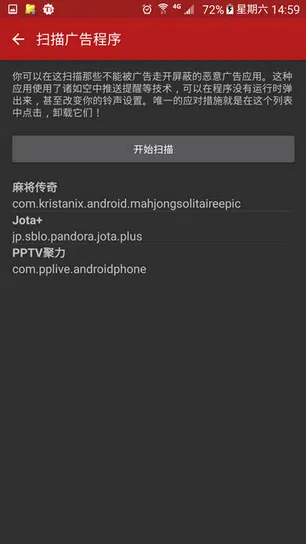 4G 72% 星期六 14:59
扫描广告程序
你可以在这扫描那些不能被广告走开屏蔽的恶意广告应用。这种
应用使用了诸如空中推送提醒等技术，可以在程序没有运行时弹
出来，甚至改变你的铃声设置。唯一的应对措施就是在这个列表
中点击，卸载它们！
开始扫描
麻将传奇
com.kristanix.android.mahjongsolitaireepic
Jota+
jp.sblo.pandora.jota.plus
PPTV聚力
com.pplive.androidphone